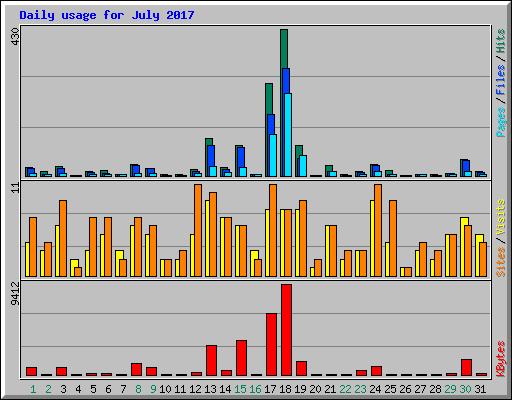 Daily usage for July 2017
430
Pages / Files / Hits
11
Sites / Visits
9412
KBytes
1 2 3 4 5 6 7 8 9 10 11 12 13 14 15 16 17 18 19 20 21 22 23 24 25 26 27 28 29 30 31